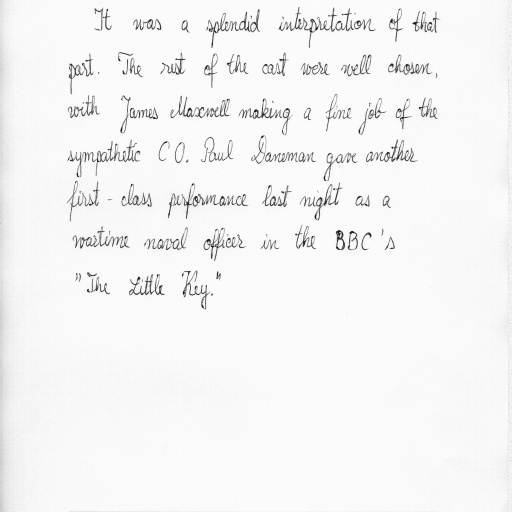 It was a splendid interpretation of that
part. The rest of the cast were well chosen,
with James Maxwell making a fine job of the
sympathetic C O. Paul Daneman gave another
first - class performance last night as a
wartime naval officer in the BBC's
"The Little Key."